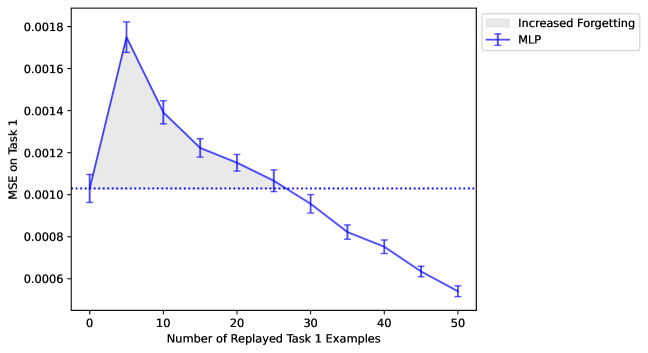 0.0018
0.0016
0.0014
0.0012
0.0010
0.0008
0.0006
MSE on Task 1
0 10 20 30 40 50
Number of Replayed Task 1 Examples
Increased Forgetting
MLP